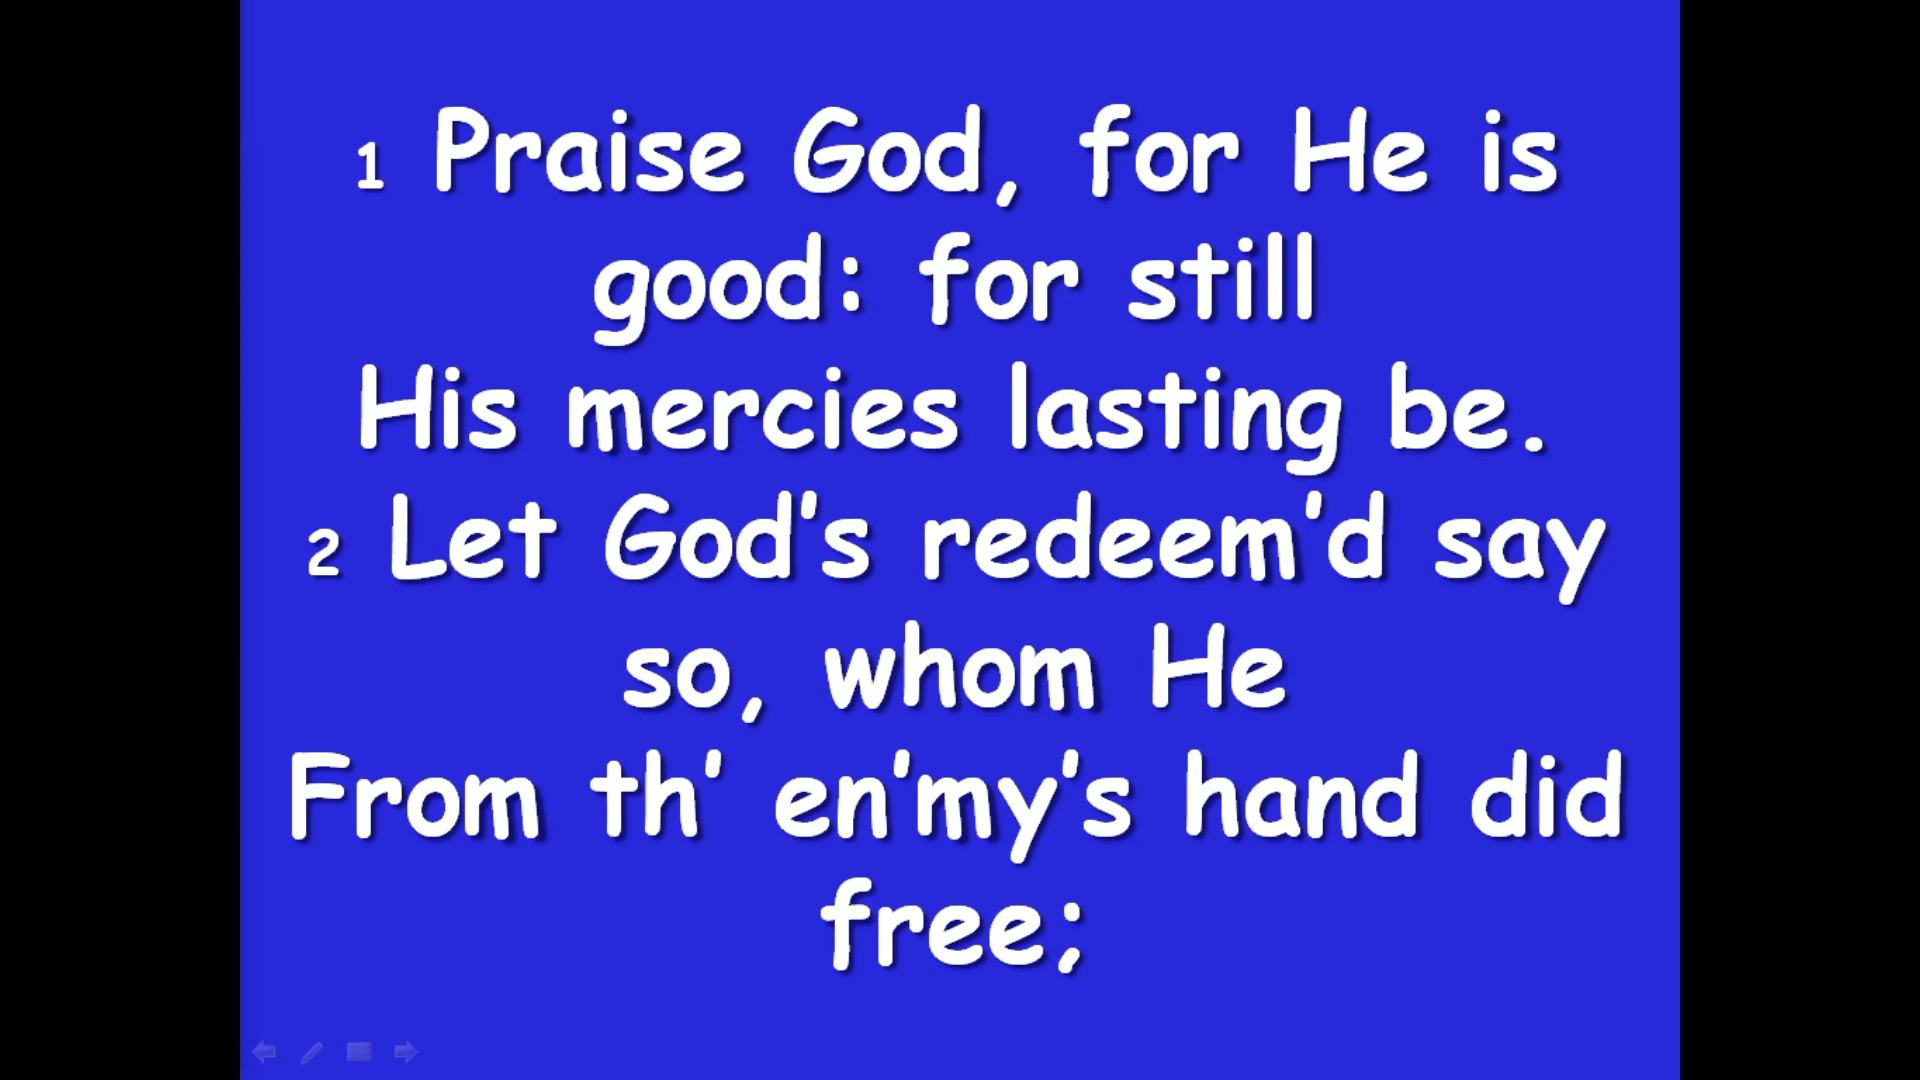 1 Praise God, for He is
good: for still
His mercies lasting be.
2 Let God's redeem'd say
so, whom He
From th' en'my's hand did
free;